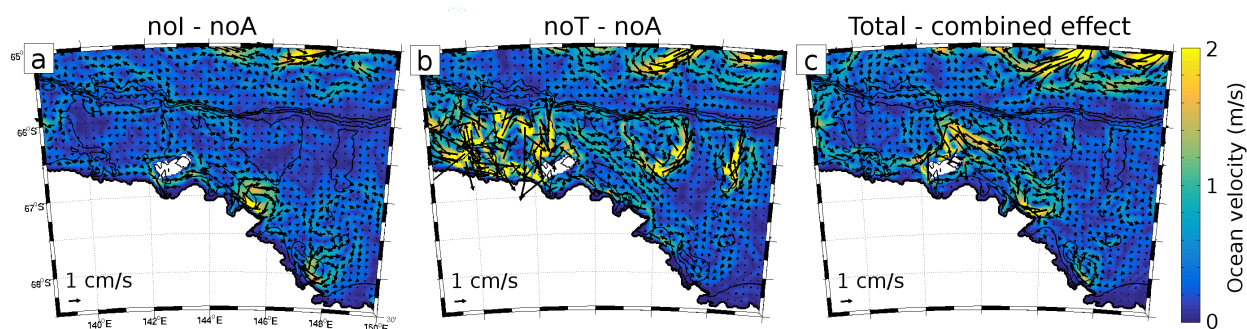 noI - noA
noT - noA
Total - combined effect
a
b
c
65°
66°S
67°S
68°S
1 cm/s
1 cm/s
1 cm/s
140°E
142°E
144°E
146°E
148°E
150°E
30'
2
1
0
Ocean velocity (m/s)